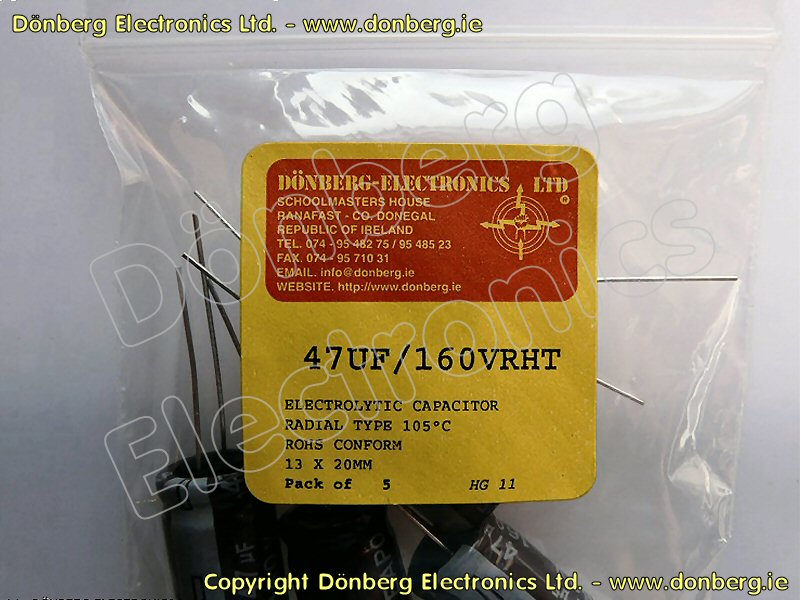 Dönberg Electronics Ltd. - www.donberg.ie
DÖNBERG-ELECTRONICS LTD
®
SCHOOLMASTERS HOUSE
RANAFAST - CO. DONEGAL
REPUBLIC OF IRELAND
TEL. 074 - 95 482 75 / 95 485 23
FAX. 074 - 95 710 31
EMAIL. info@donberg.ie
WEBSITE. http://www.donberg.ie
Dönberg
Electronics
47UF/160VRHT
ELECTROLYTIC CAPACITOR
RADIAL TYPE 105°C
ROHS CONFORM
13 X 20MM
Pack of 5 HG 11
µF
47
Copyright Dönberg Electronics Ltd. - www.donberg.ie